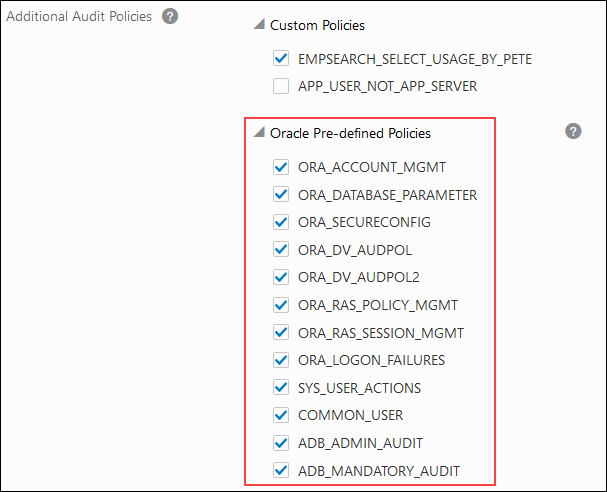 Additional Audit Policies ?
Custom Policies
EMPSEARCH_SELECT_USAGE_BY_PETE
APP_USER_NOT_APP_SERVER
Oracle Pre-defined Policies ?
ORA_ACCOUNT_MGMT
ORA_DATABASE_PARAMETER
ORA_SECURECONFIG
ORA_DV_AUDPOL
ORA_DV_AUDPOL2
ORA_RAS_POLICY_MGMT
ORA_RAS_SESSION_MGMT
ORA_LOGON_FAILURES
SYS_USER_ACTIONS
COMMON_USER
ADB_ADMIN_AUDIT
ADB_MANDATORY_AUDIT